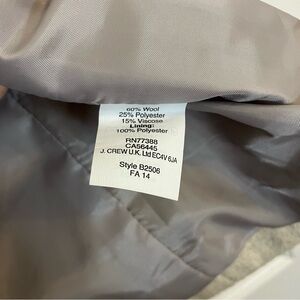 60% Wool
25% Polyester
15% Viscose
Lining:
100% Polyester
RN77388
CA56445
J. CREW U.K. Ltd EC4V 6JA
Style B2506
FA 14